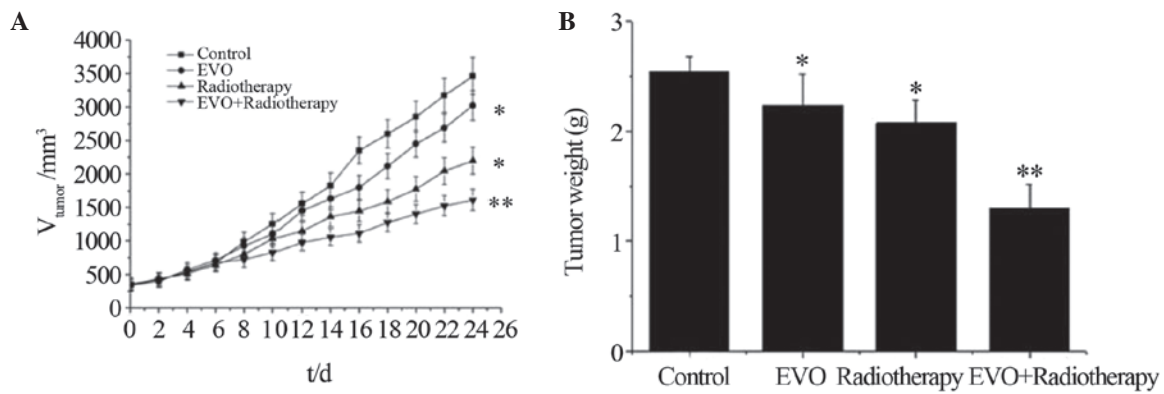 A
4000
3500
3000
2500
2000
1500
1000
500
0
V tumor /mm³
Control
EVO
Radiotherapy
EVO+Radiotherapy
*
*
**
0 2 4 6 8 10 12 14 16 18 20 22 24 26
t/d
B
3
2
1
0
Tumor weight (g)
*
*
**
Control EVO Radiotherapy EVO+Radiotherapy